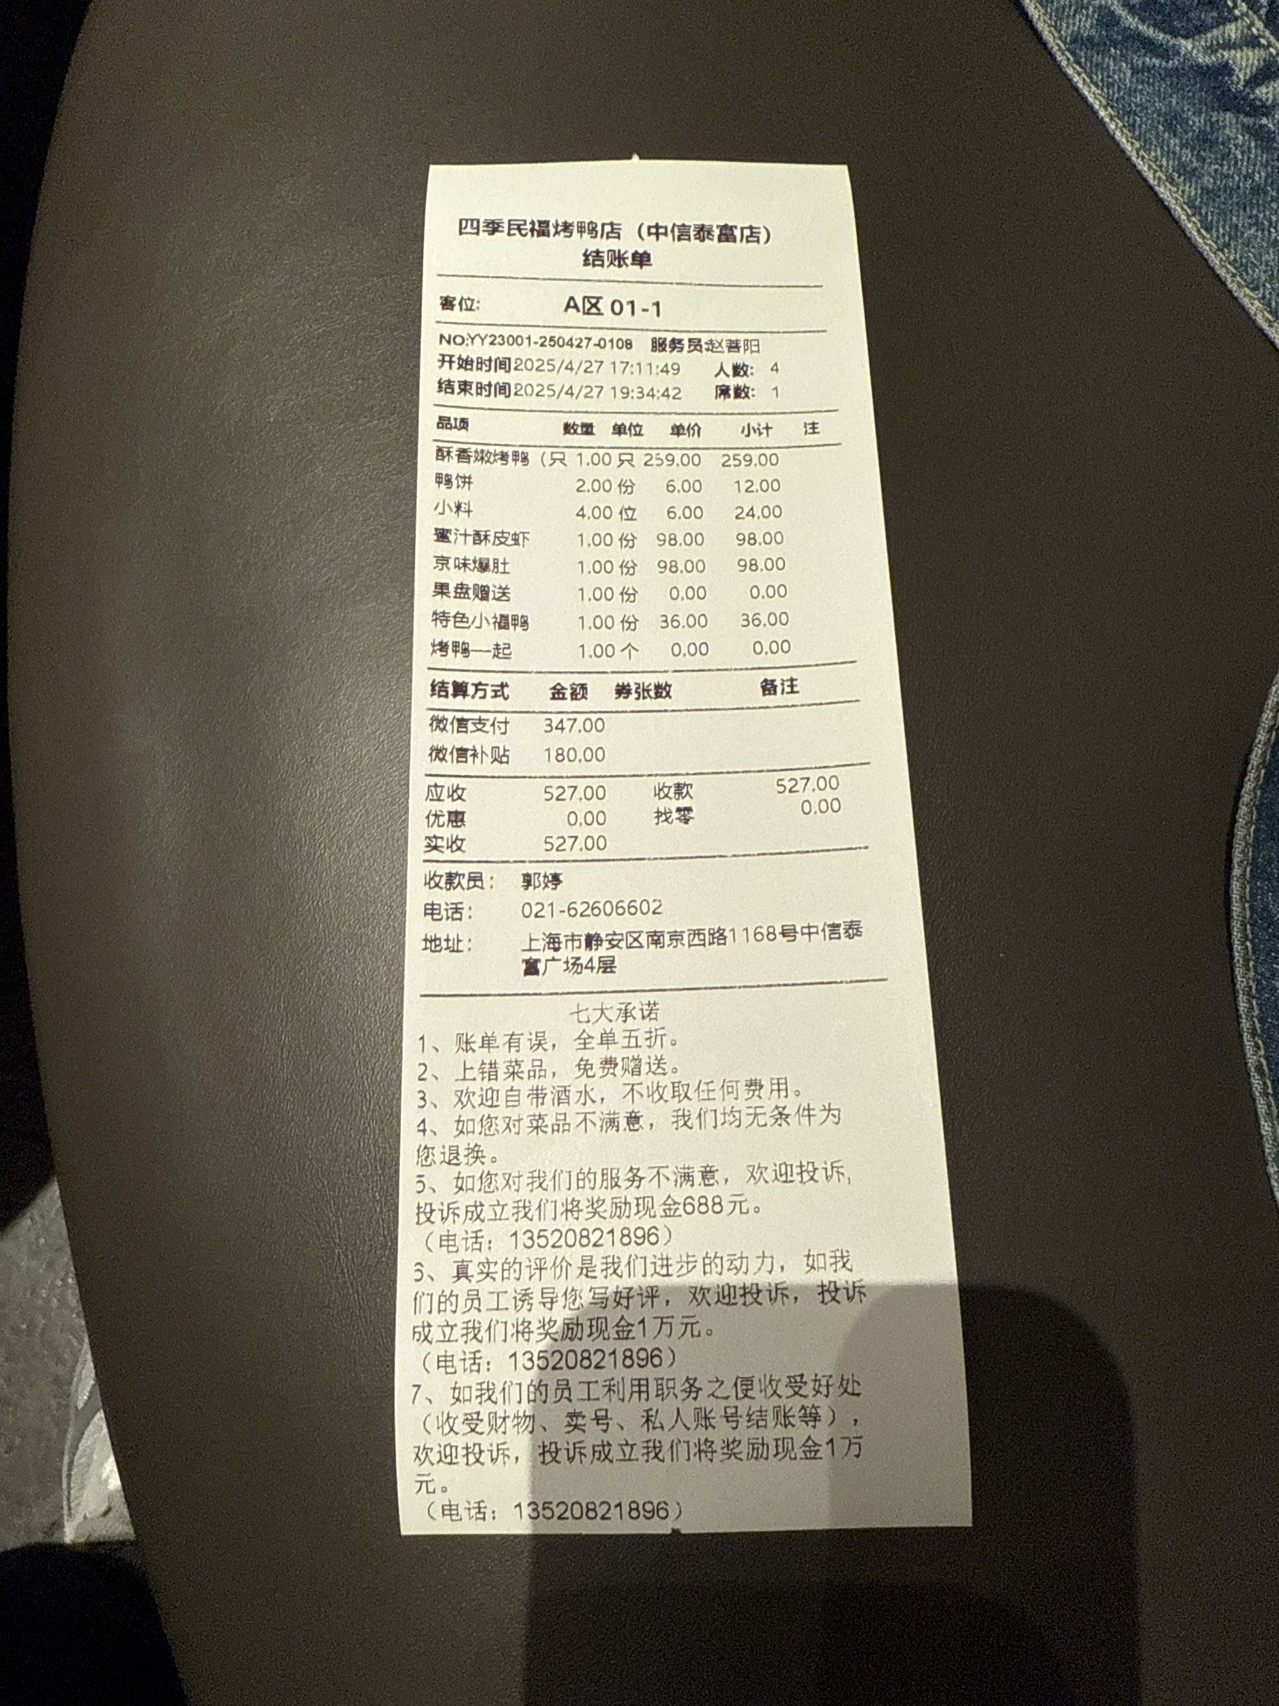 四季民福烤鸭店（中信泰富店）
结账单
客位： A区 01-1
NO:YY23001-250427-0108 服务员:赵菩阳
开始时间2025/4/27 17:11:49 人数： 4
结束时间2025/4/27 19:34:42 席数： 1
品项 数量 单位 单价 小计 注
酥香嫩烤鸭（只 1.00 只 259.00 259.00
鸭饼 2.00 份 6.00 12.00
小料 4.00 位 6.00 24.00
蜜汁酥皮虾 1.00 份 98.00 98.00
京味爆肚 1.00 份 98.00 98.00
果盘赠送 1.00 份 0.00 0.00
特色小福鸭 1.00 份 36.00 36.00
烤鸭一起 1.00 个 0.00 0.00
结算方式 金额 券张数 备注
微信支付 347.00
微信补贴 180.00
应收 527.00 收款 527.00
优惠 0.00 找零 0.00
实收 527.00
收款员： 郭婷
电话： 021-62606602
地址： 上海市静安区南京西路1168号中信泰
富广场4层
七大承诺
1、账单有误，全单五折。
2、上错菜品，免费赠送。
3、欢迎自带酒水，不收取任何费用。
4、如您对菜品不满意，我们均无条件为
您退换。
5、如您对我们的服务不满意，欢迎投诉,
投诉成立我们将奖励现金688元。
（电话：13520821896）
6、真实的评价是我们进步的动力，如我
们的员工诱导您写好评，欢迎投诉，投诉
成立我们将奖励现金1万元。
（电话：13520821896）
7、如我们的员工利用职务之便收受好处
（收受财物、卖号、私人账号结账等），
欢迎投诉，投诉成立我们将奖励现金1万
元。
（电话：13520821896）